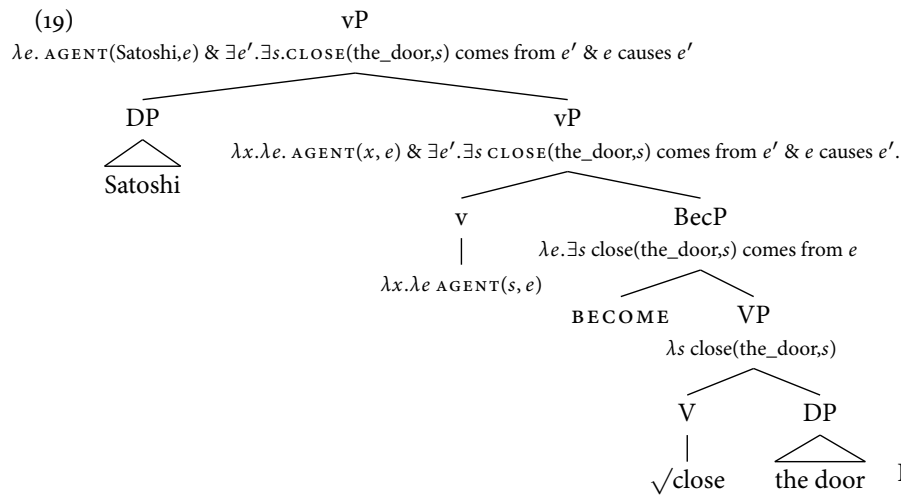 (19) vP
λe. AGENT(Satoshi,e) & ∃e′.∃s.CLOSE(the_door,s) comes from e′ & e causes e′
DP vP
λx.λe. AGENT(x, e) & ∃e′.∃s CLOSE(the_door,s) comes from e′ & e causes e′.
Satoshi
v BecP
λe.∃s close(the_door,s) comes from e
λx.λe AGENT(s, e)
BECOME VP
λs close(the_door,s)
V DP
√close the door